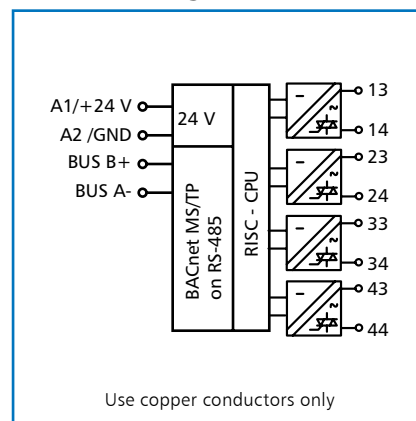 A1/+24 V
A2 /GND
BUS B+
BUS A-
24 V
BACnet MS/TP
on RS-485
RISC - CPU
13
14
23
24
33
34
43
44
Use copper conductors only